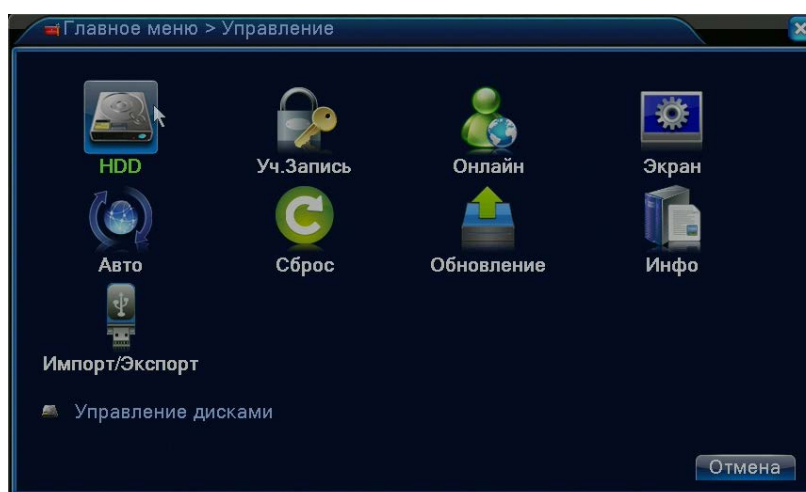 Главное меню > Управление
HDD Уч.Запись Онлайн Экран
Авто Сброс Обновление Инфо
Импорт/Экспорт
Управление дисками
Отмена